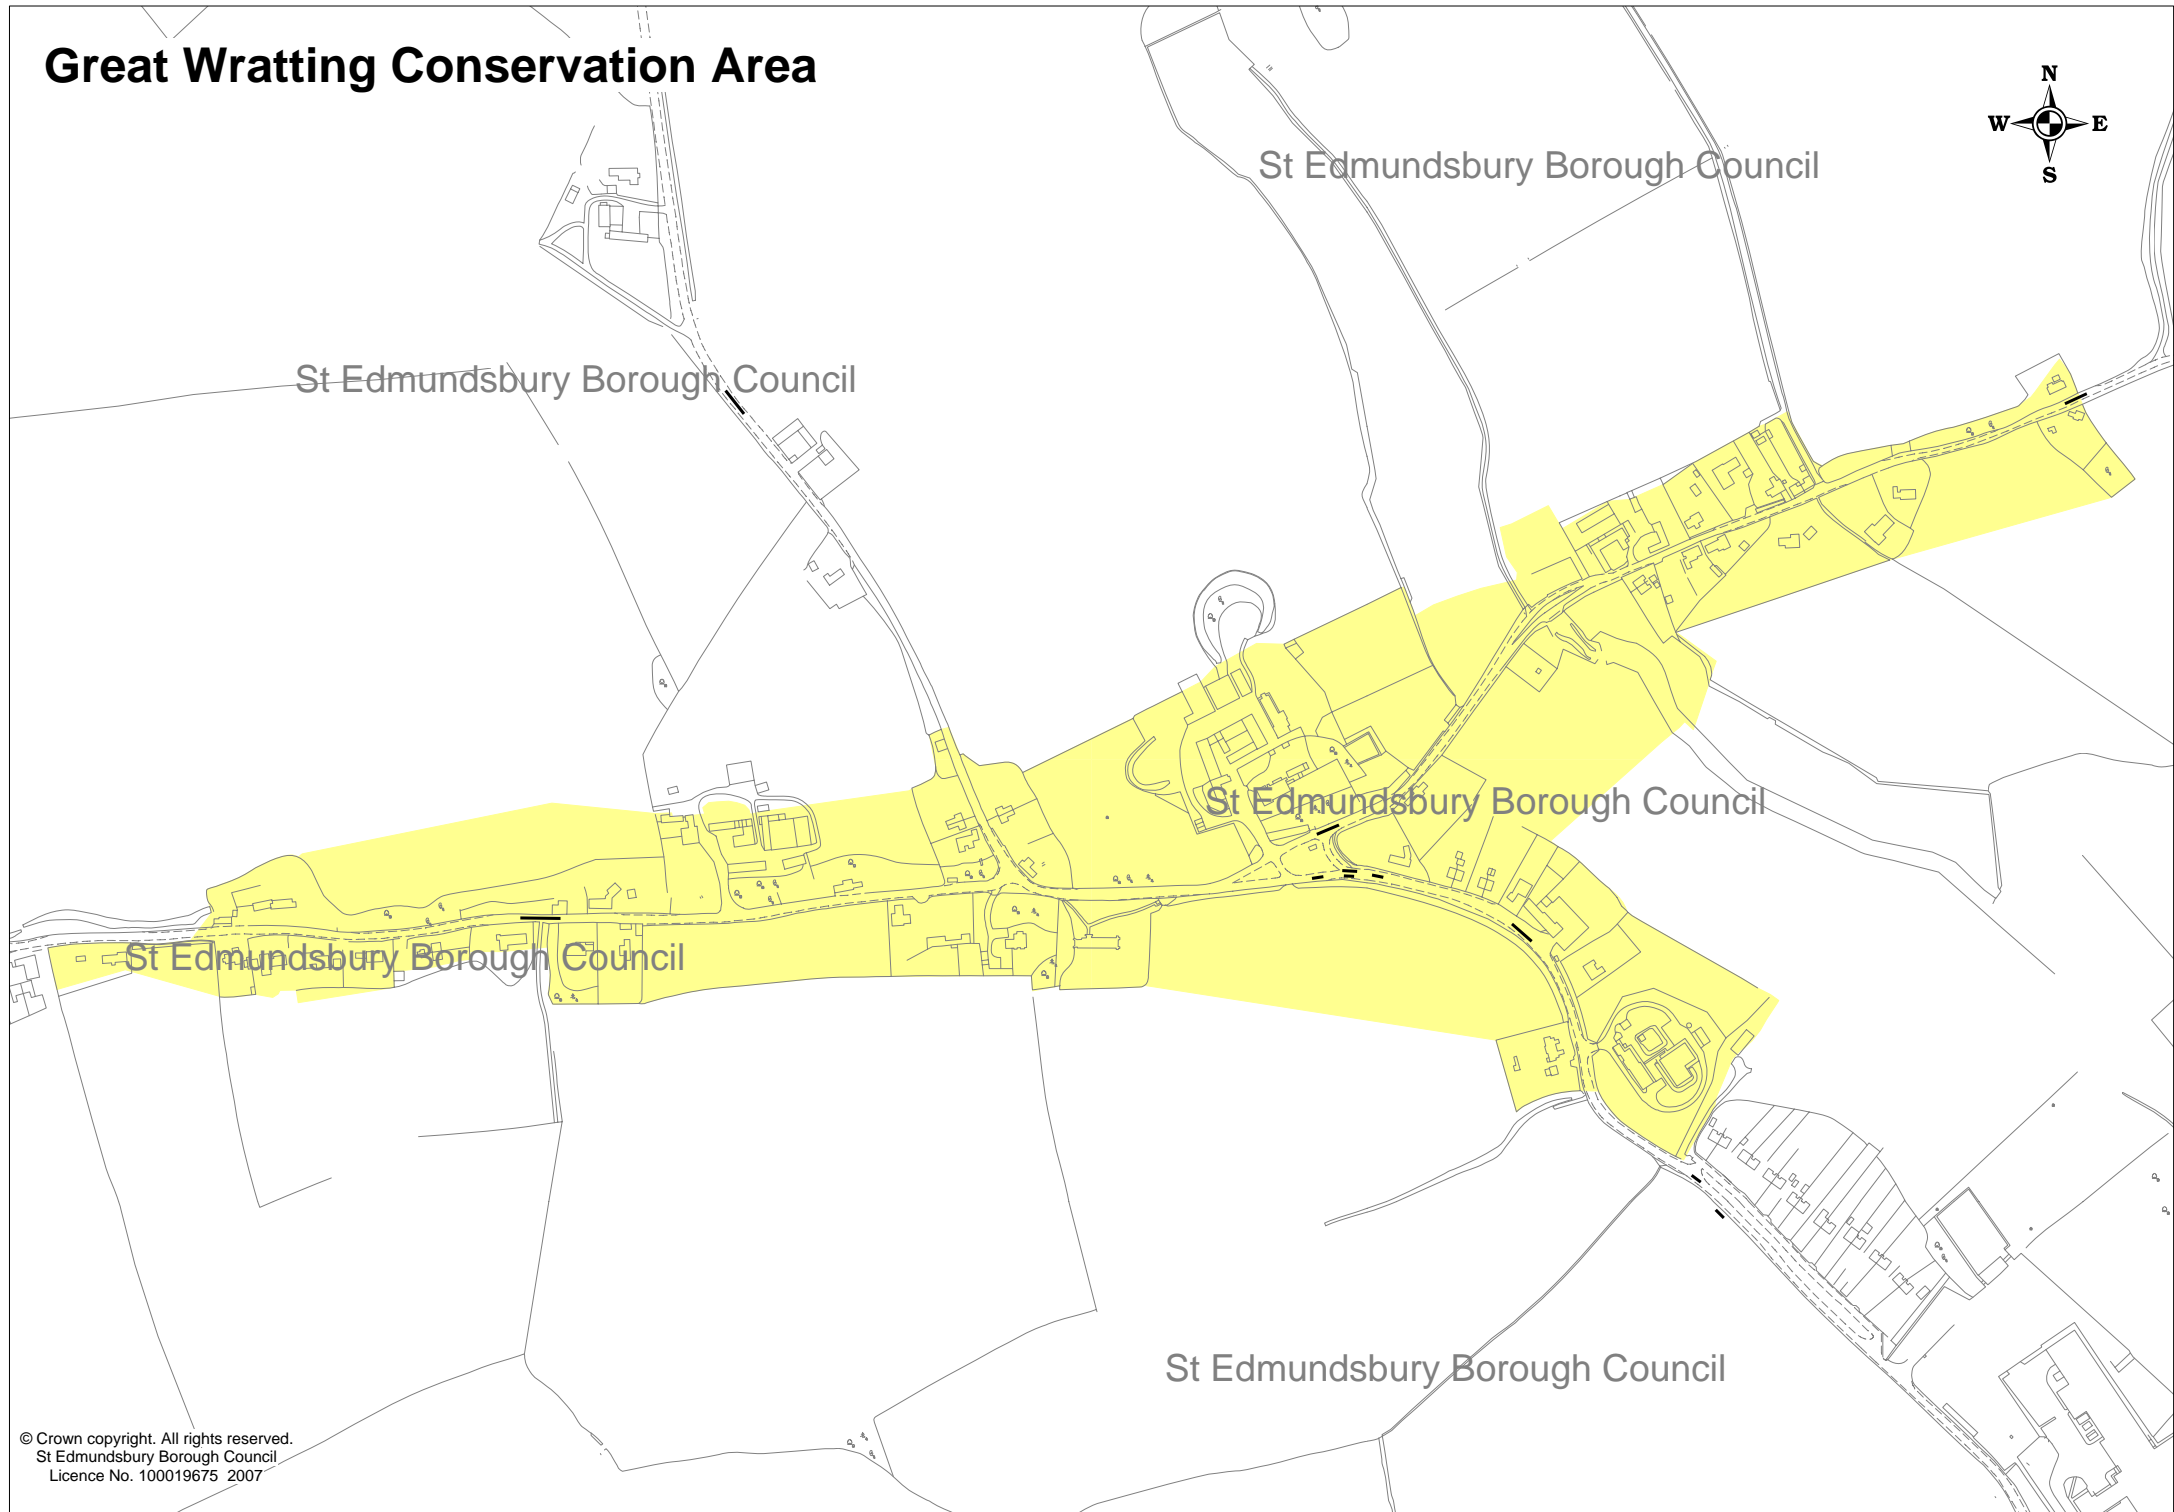 Great Wratting Conservation Area
N
W E
S
St Edmundsbury Borough Council
St Edmundsbury Borough Council
St Edmundsbury Borough Council
St Edmundsbury Borough Council
St Edmundsbury Borough Council
© Crown copyright. All rights reserved.
St Edmundsbury Borough Council
Licence No. 100019675 2007